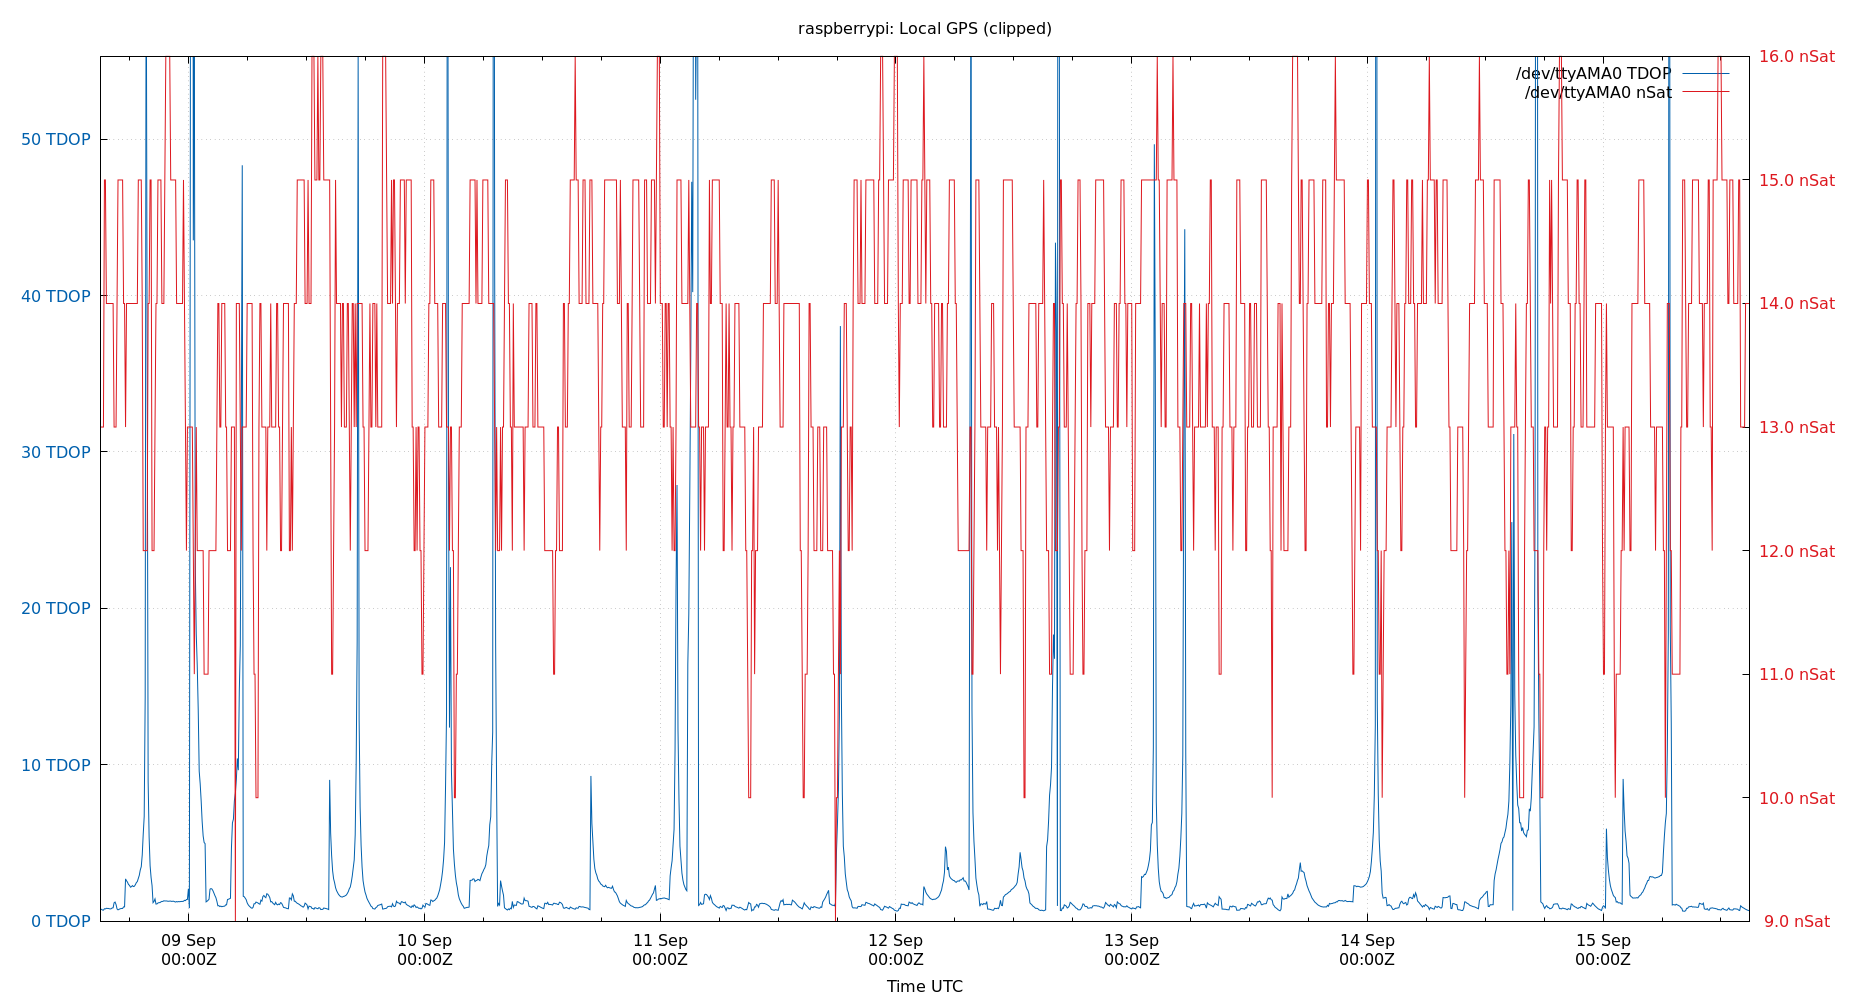 raspberrypi: Local GPS (clipped)
/dev/ttyAMA0 TDOP
/dev/ttyAMA0 nSat
50 TDOP
40 TDOP
30 TDOP
20 TDOP
10 TDOP
0 TDOP
16.0 nSat
15.0 nSat
14.0 nSat
13.0 nSat
12.0 nSat
11.0 nSat
10.0 nSat
9.0 nSat
09 Sep
00:00Z
10 Sep
00:00Z
11 Sep
00:00Z
12 Sep
00:00Z
13 Sep
00:00Z
14 Sep
00:00Z
15 Sep
00:00Z
Time UTC